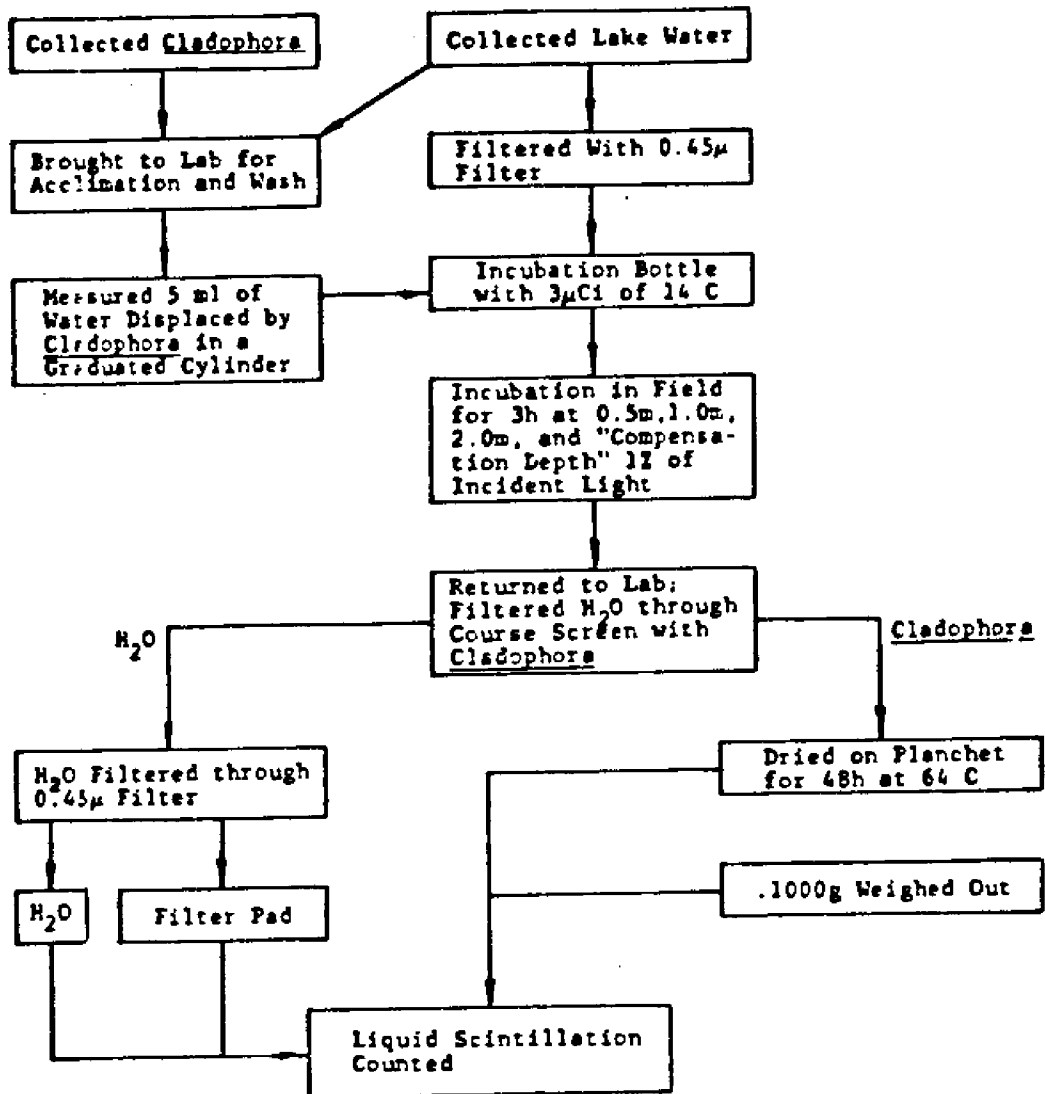 Collected Cladophora
Collected Lake Water
Brought to Lab for
Acclimation and Wash
Filtered With 0.45μ
Filter
Measured 5 ml of
Water Displaced by
Cladophora in a
Graduated Cylinder
Incubation Bottle
with 3μCi of 14 C
Incubation in Field
for 3h at 0.5m,1.0m,
2.0m, and "Compensa-
tion Depth" 1% of
Incident Light
Returned to Lab;
Filtered H₂O through
Course Screen with
Cladophora
H₂O
Cladophora
H₂O Filtered through
0.45μ Filter
Dried on Planchet
for 48h at 64 C
H₂O
Filter Pad
.1000g Weighed Out
Liquid Scintillation
Counted